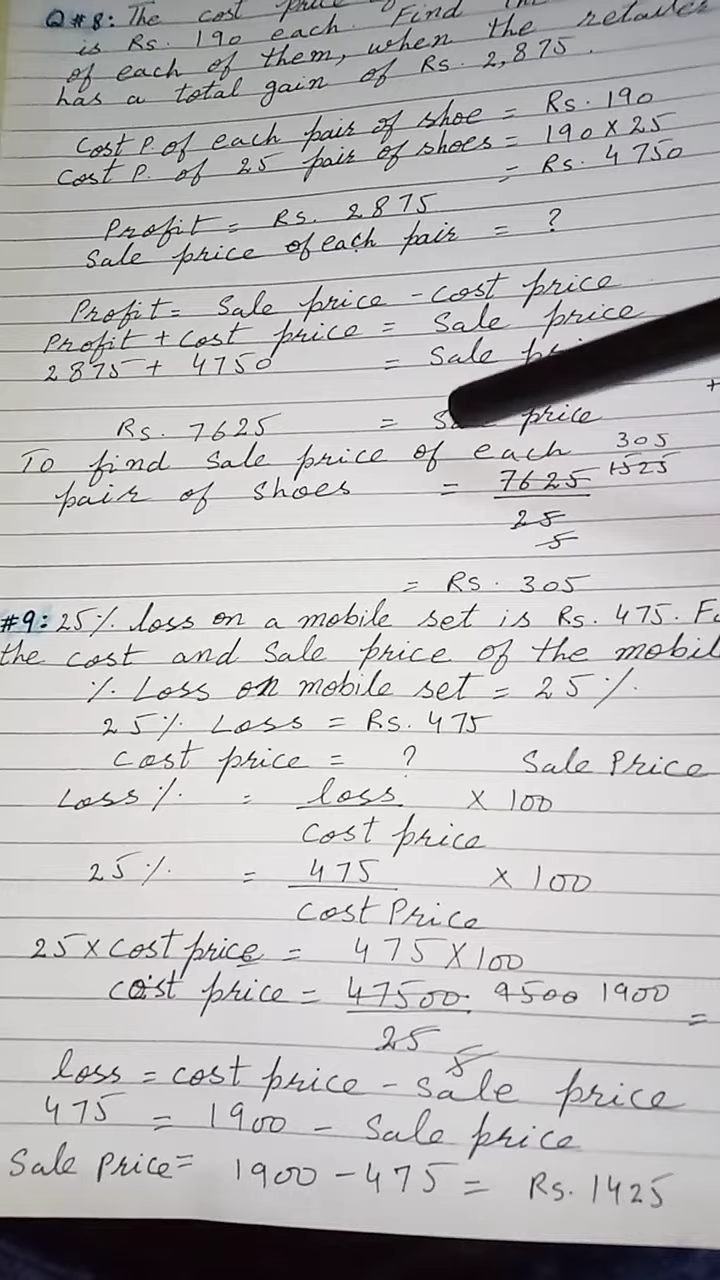 Q#8: The cost price
is Rs. 190 each. Find the
of each of them, when the retailer
has a total gain of Rs. 2,875.
Cost P. of each pair of shoe = Rs. 190
Cost P. of 25 pair of shoes = 190 X 25
= Rs. 4750
Profit = Rs. 2875
Sale price of each pair = ?
Profit = Sale price - cost price
Profit + cost price = Sale price
2875 + 4750 = Sale
Rs. 7625 = price
To find Sale price of each 305
pair of shoes = 7625 1525
25
5
= Rs. 305
#9: 25% loss on a mobile set is Rs. 475.
the cost and Sale price of the mobil
% Loss on mobile set = 25%.
25% Loss = Rs. 475
Cost price = ? Sale Price
Loss % = loss X 100
Cost price
25% = 475 X 100
Cost Price
25 X cost price = 475 X 100
cost price = 47500 9500 1900 =
25 5
loss = cost price - sale price
475 = 1900 - Sale price
Sale Price = 1900 - 475 = Rs. 1425